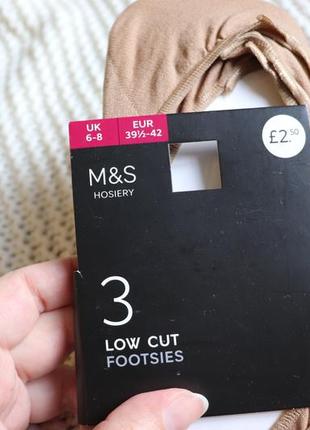 UK
6-8
EUR
39½-42
£2.50
M&S
HOSIERY
3
LOW CUT
FOOTSIES